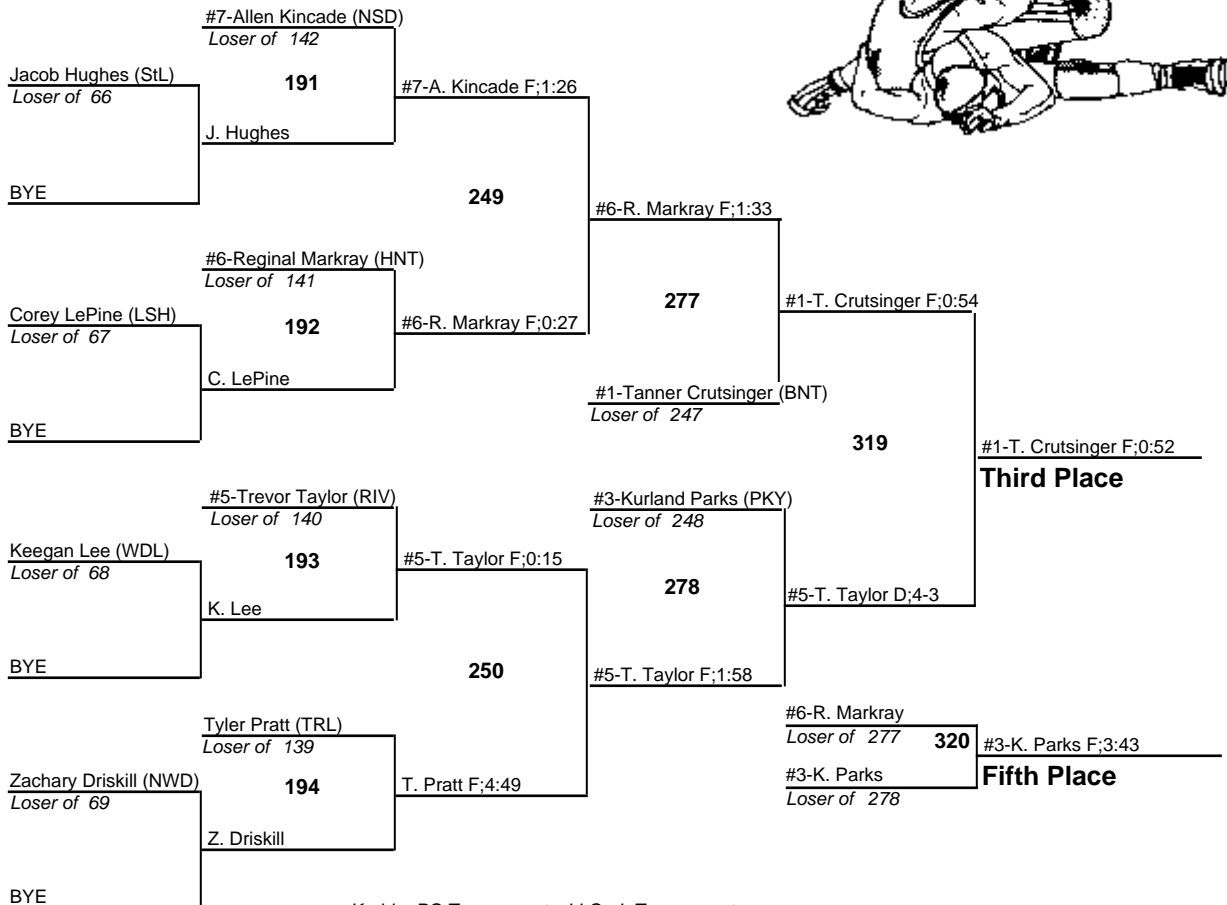 #7-Allen Kincade (NSD)
Loser of 142
Jacob Hughes (StL)
Loser of 66
191
#7-A. Kincade F;1:26
J. Hughes
BYE
249
#6-R. Markray F;1:33
#6-Reginal Markray (HNT)
Loser of 141
Corey LePine (LSH)
Loser of 67
192
#6-R. Markray F;0:27
277
#1-T. Crutsinger F;0:54
C. LePine
#1-Tanner Crutsinger (BNT)
Loser of 247
BYE
319
#1-T. Crutsinger F;0:52
Third Place
#5-Trevor Taylor (RIV)
Loser of 140
#3-Kurland Parks (PKY)
Loser of 248
Keegan Lee (WDL)
Loser of 68
193
#5-T. Taylor F;0:15
278
#5-T. Taylor D;4-3
K. Lee
BYE
250
#5-T. Taylor F;1:58
Tyler Pratt (TRL)
Loser of 139
#6-R. Markray
Loser of 277
320
#3-K. Parks F;3:43
Fifth Place
Zachary Driskill (NWD)
Loser of 69
194
T. Pratt F;4:49
#3-K. Parks
Loser of 278
Z. Driskill
BYE